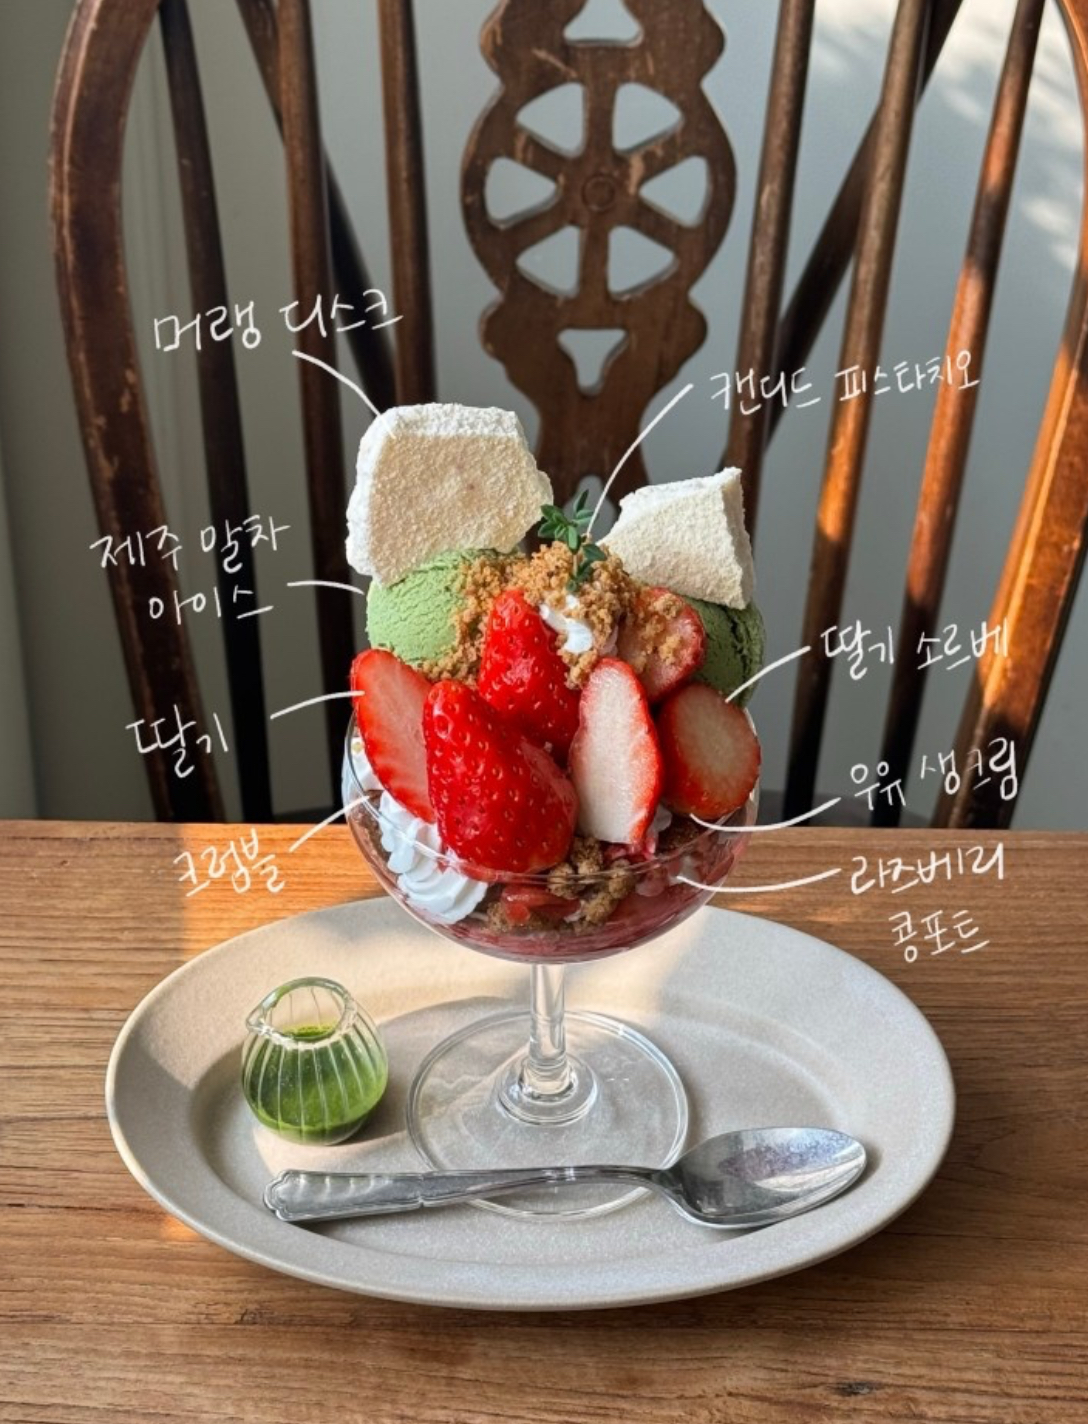 머랭 디스크
캔디드 피스타치오
제주 말차
아이스
딸기 소르베
딸기
우유 생크림
크럼블
라즈베리
콩포트